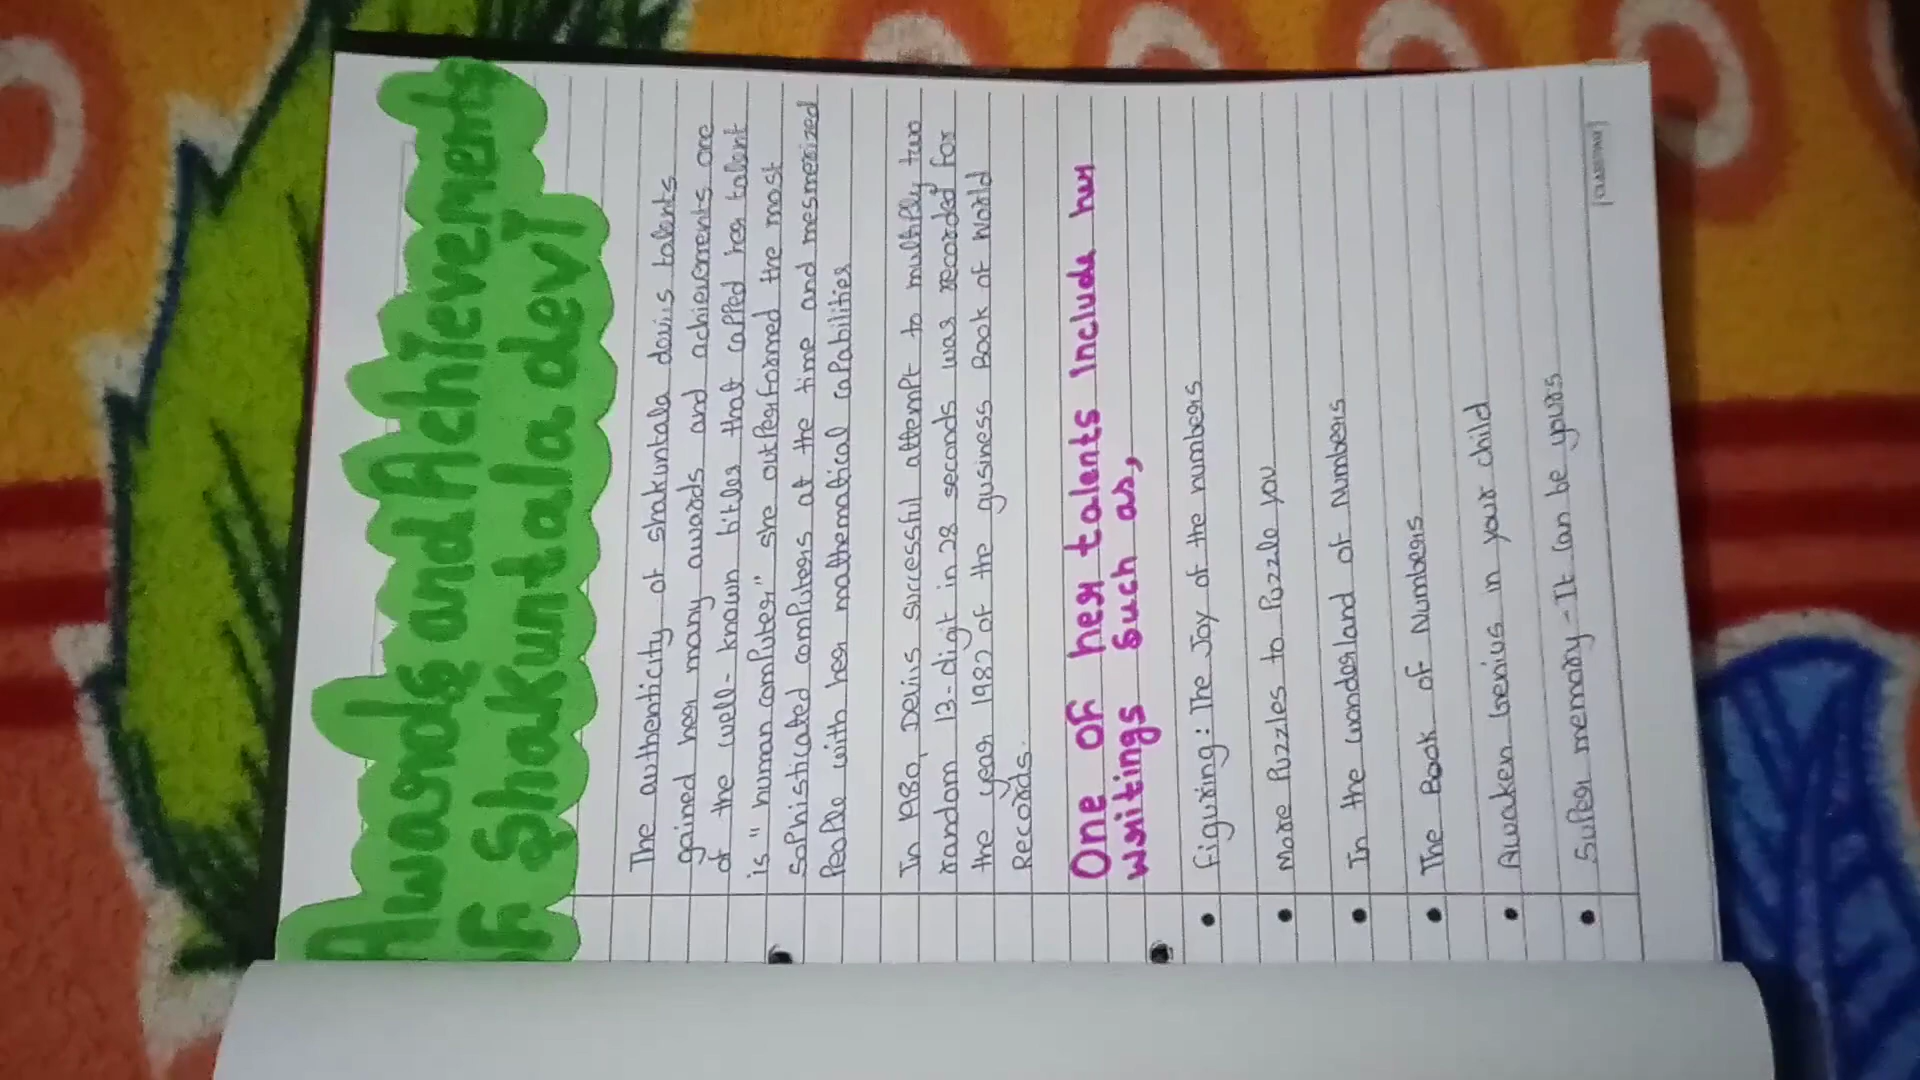 Awards and Achievements
of Shakuntala devi
The authenticity of shakuntala devi's talents
gained her many awards and achievements one
of the well-known titles that caffed her talent
is "human computer" she outperformed the most
sophisticated computers at the time and mesmerized
People with her mathematical capabilities
In 1980, Devi's successful attempt to multiply two
random 13-digit in 28 seconds was recorded for
the year 1982 of the gusiness Book of World
Records.
One of her talents Include her
writings Such as,
• Figuring: The Joy of the numbers
• More Puzzles to Puzzle you
• In the wonderland of Numbers
• The Book of Numbers
• Awaken Genius in your child
• Super memory-It can be yours